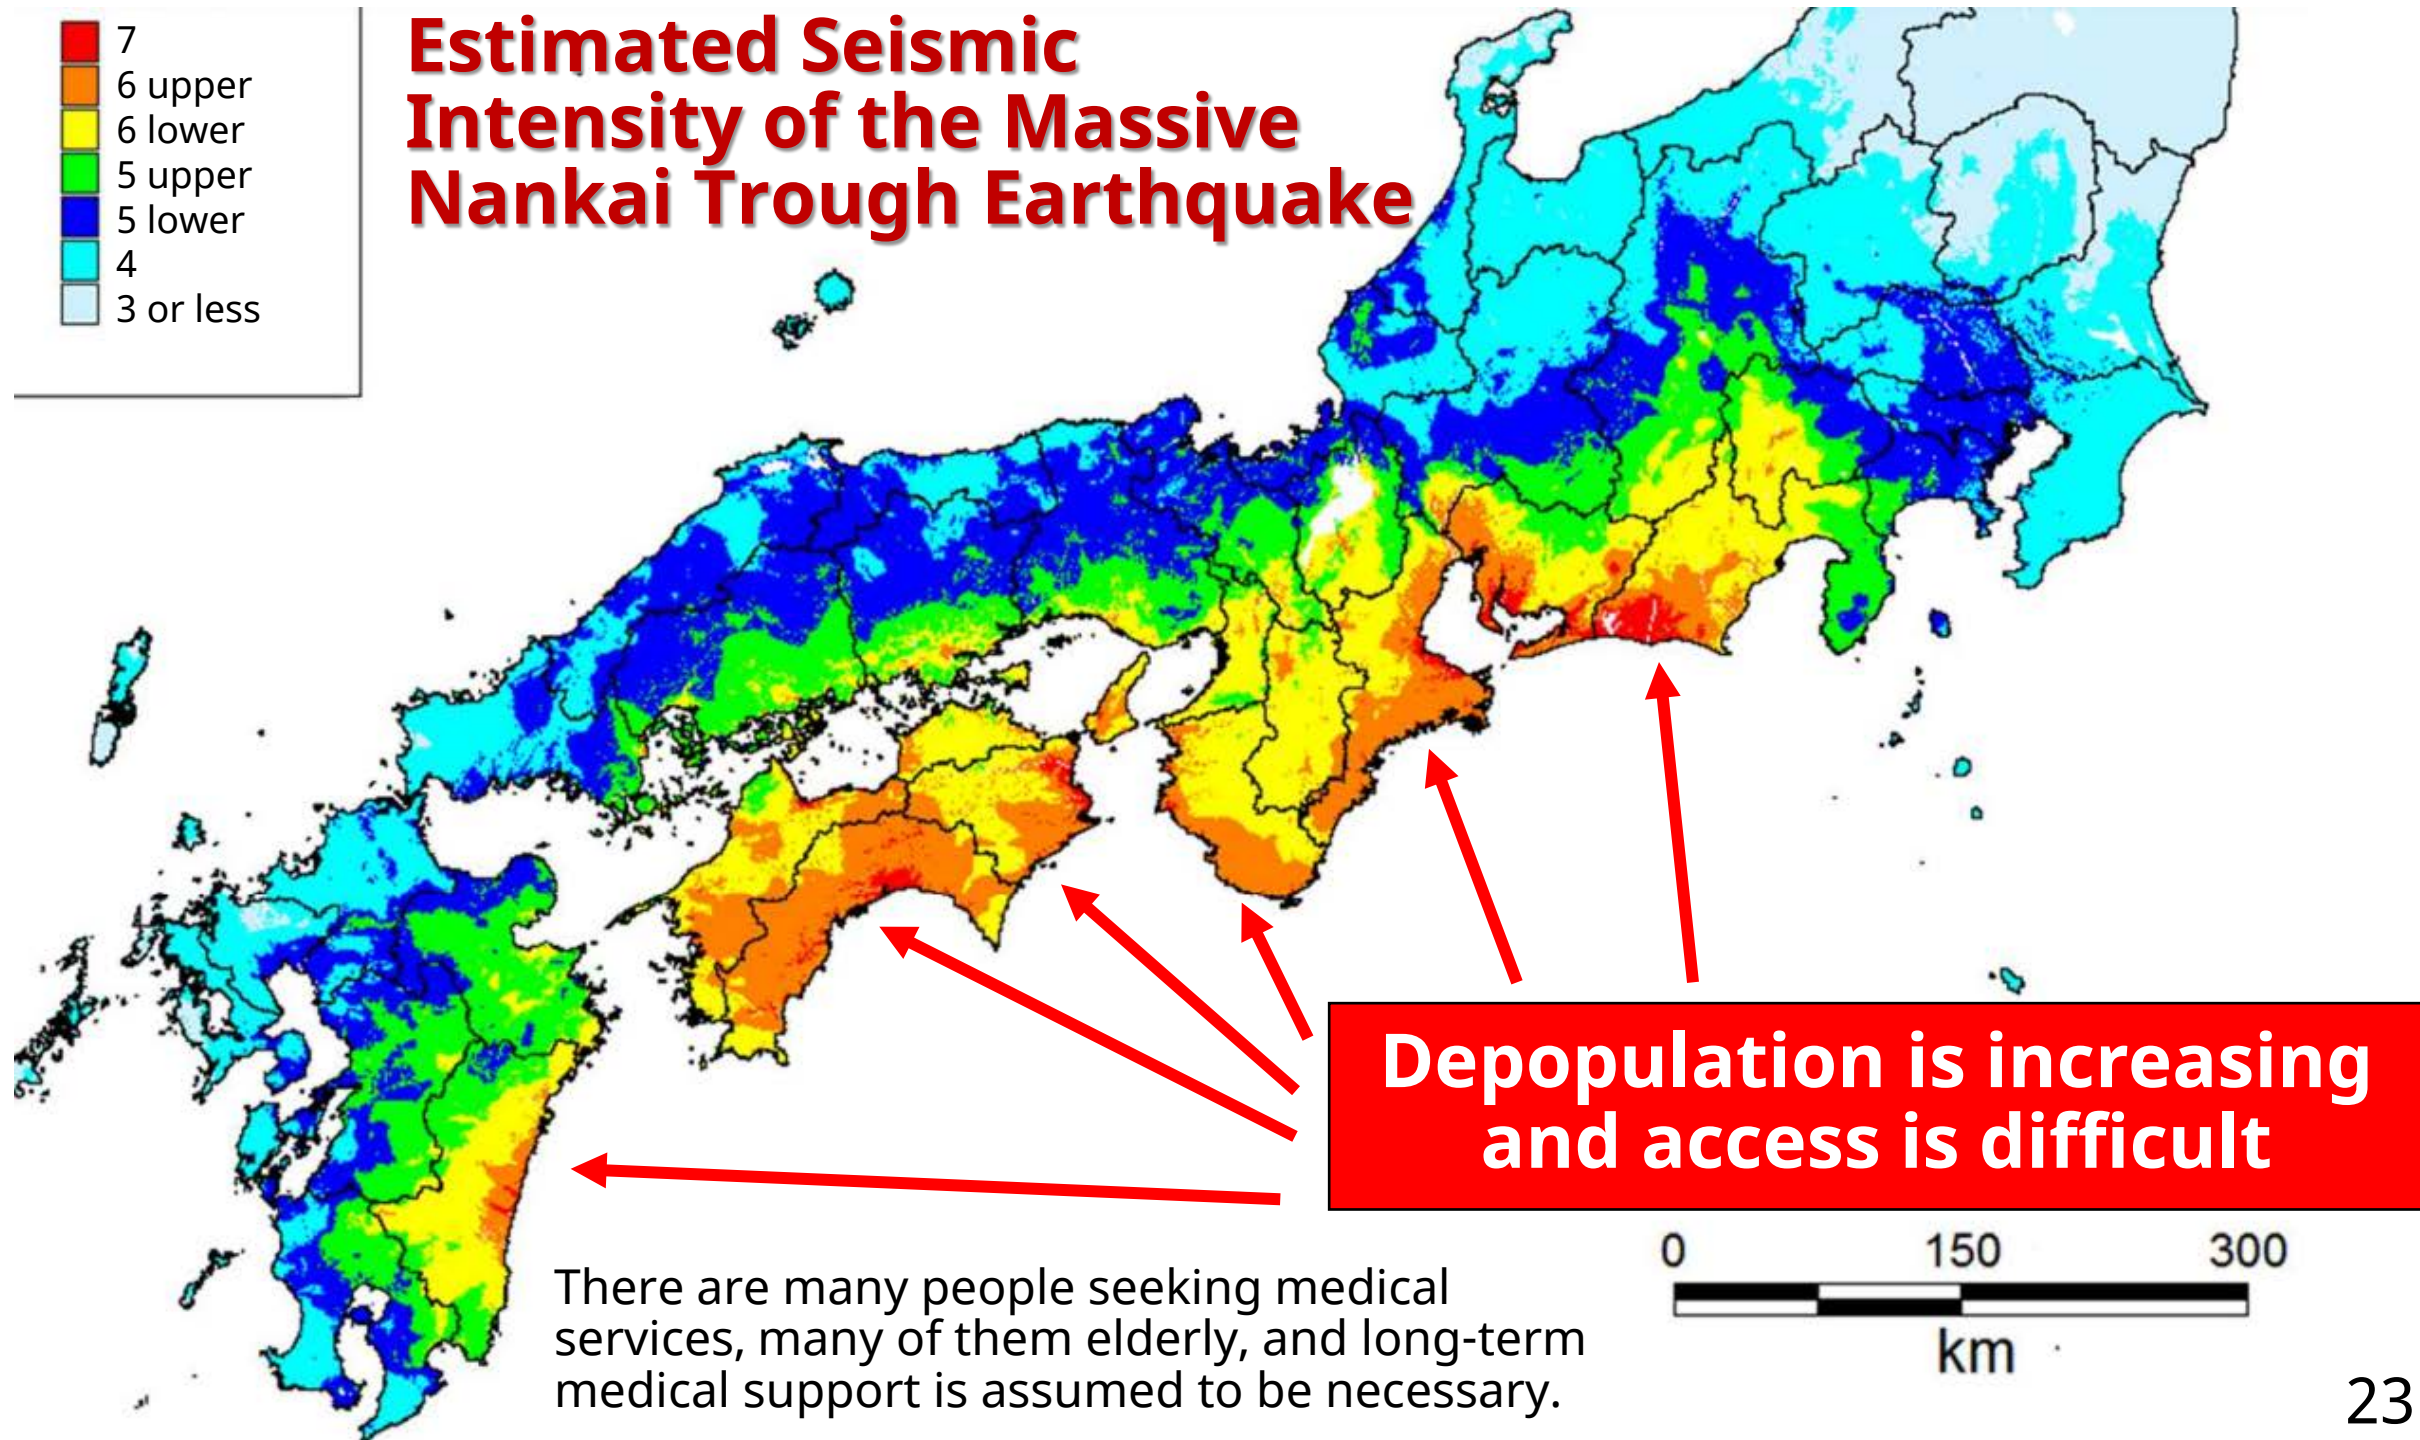 7
6 upper
6 lower
5 upper
5 lower
4
3 or less
Estimated Seismic
Intensity of the Massive
Nankai Trough Earthquake
Depopulation is increasing
and access is difficult
0 150 300
km
There are many people seeking medical
services, many of them elderly, and long-term
medical support is assumed to be necessary.
23